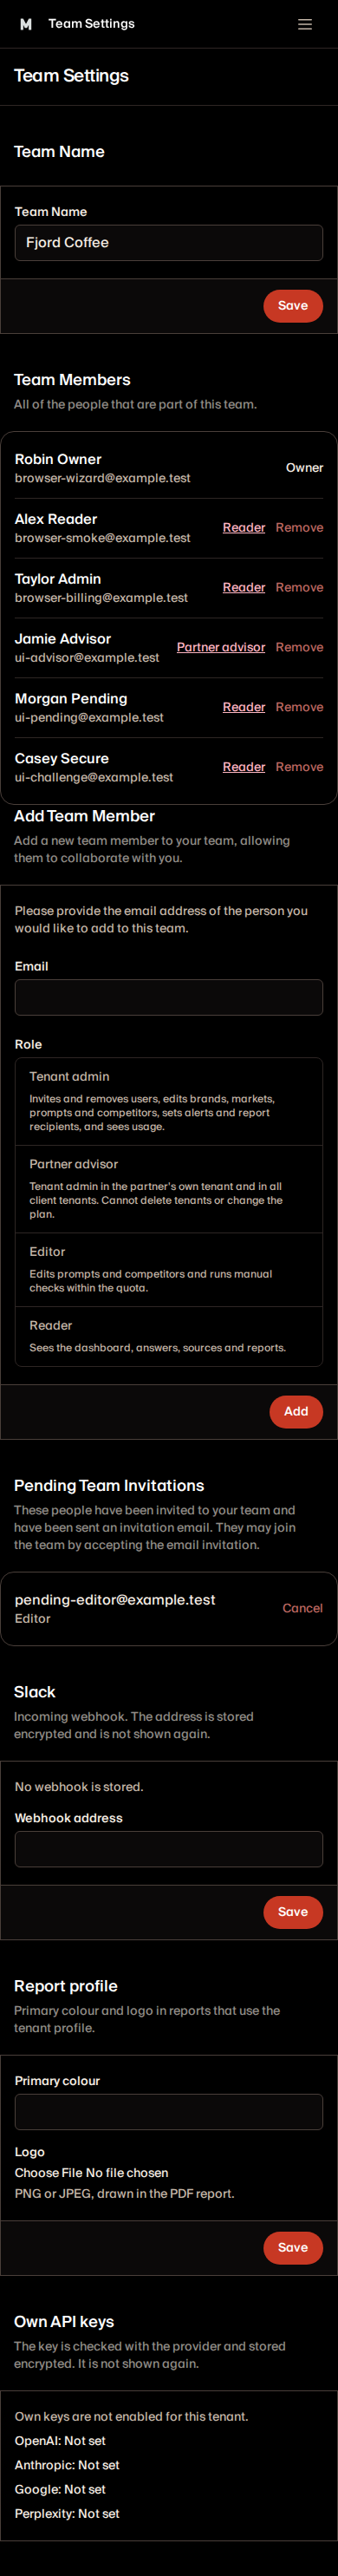 M Team Settings
Team Settings
Team Name
Team Name
Fjord Coffee
Save
Team Members
All of the people that are part of this team.
Robin Owner
browser-wizard@example.test
Owner
Alex Reader
browser-smoke@example.test
Reader Remove
Taylor Admin
browser-billing@example.test
Reader Remove
Jamie Advisor
ui-advisor@example.test
Partner advisor Remove
Morgan Pending
ui-pending@example.test
Reader Remove
Casey Secure
ui-challenge@example.test
Reader Remove
Add Team Member
Add a new team member to your team, allowing
them to collaborate with you.
Please provide the email address of the person you
would like to add to this team.
Email
Role
Tenant admin
Invites and removes users, edits brands, markets,
prompts and competitors, sets alerts and report
recipients, and sees usage.
Partner advisor
Tenant admin in the partner's own tenant and in all
client tenants. Cannot delete tenants or change the
plan.
Editor
Edits prompts and competitors and runs manual
checks within the quota.
Reader
Sees the dashboard, answers, sources and reports.
Add
Pending Team Invitations
These people have been invited to your team and
have been sent an invitation email. They may join
the team by accepting the email invitation.
pending-editor@example.test
Editor
Cancel
Slack
Incoming webhook. The address is stored
encrypted and is not shown again.
No webhook is stored.
Webhook address
Save
Report profile
Primary colour and logo in reports that use the
tenant profile.
Primary colour
Logo
Choose File No file chosen
PNG or JPEG, drawn in the PDF report.
Save
Own API keys
The key is checked with the provider and stored
encrypted. It is not shown again.
Own keys are not enabled for this tenant.
OpenAI: Not set
Anthropic: Not set
Google: Not set
Perplexity: Not set